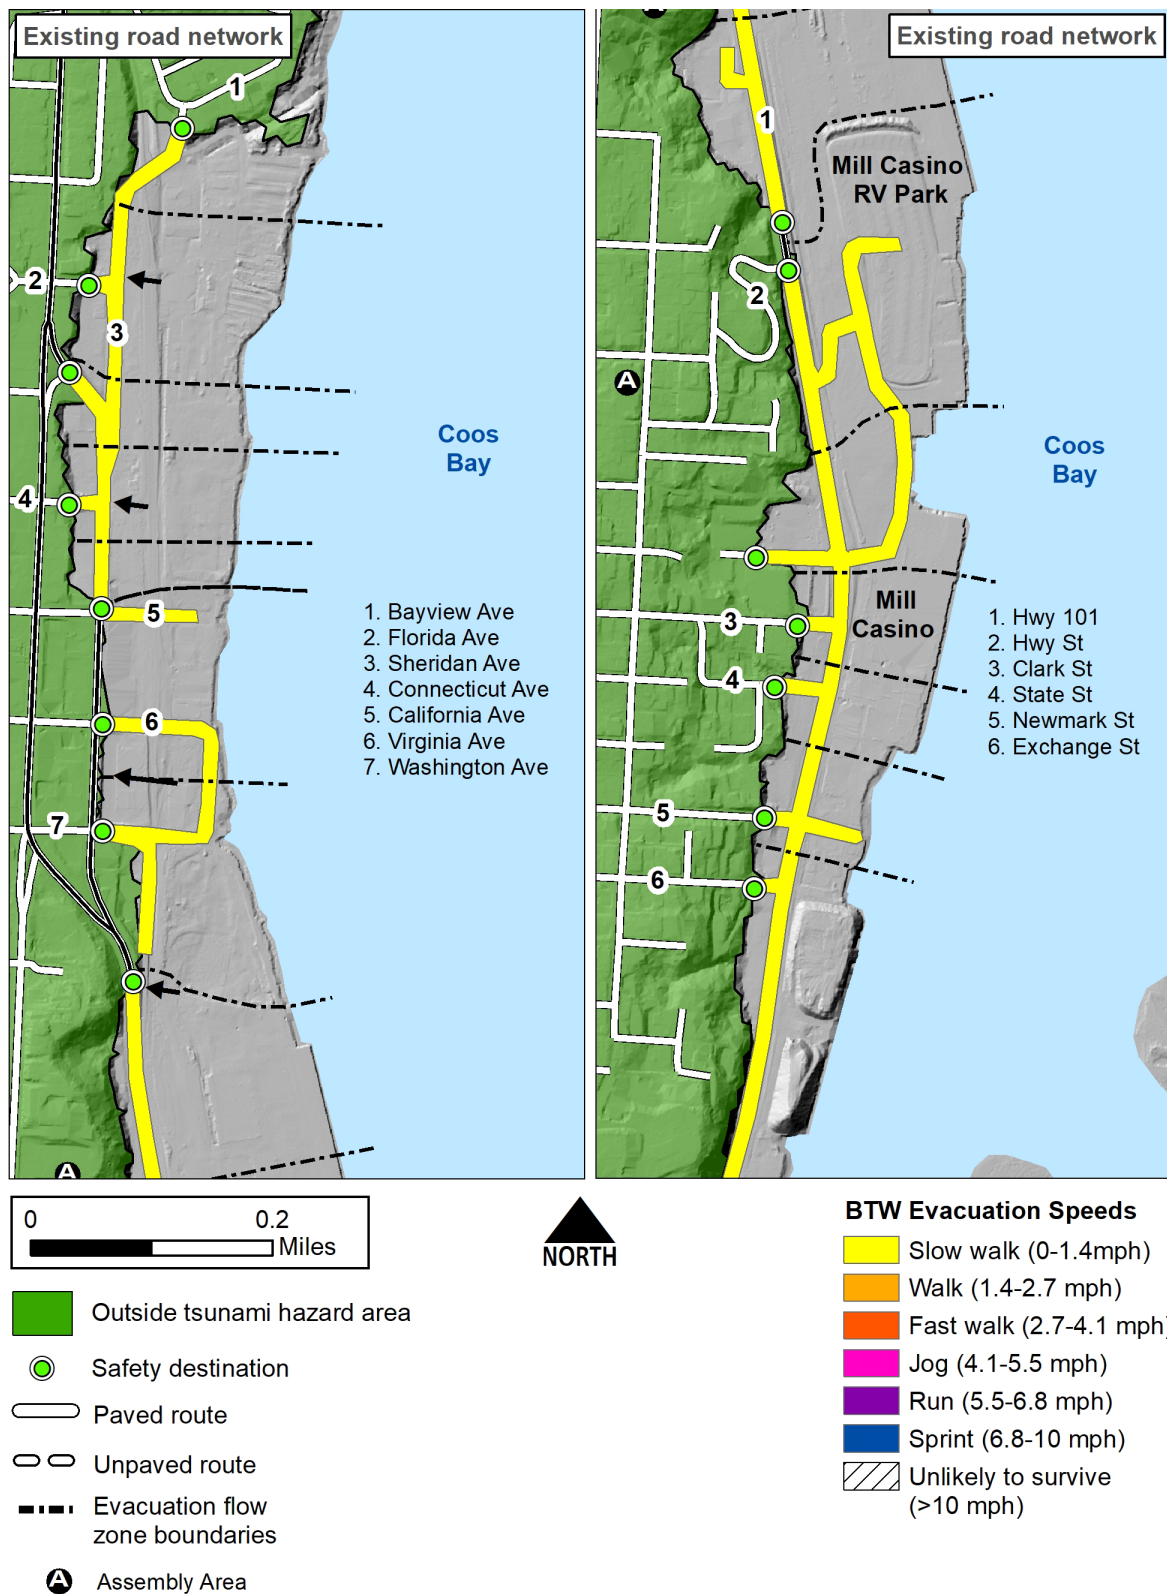 Existing road network
1
2
3
4
5
6
7
Coos
Bay
1. Bayview Ave
2. Florida Ave
3. Sheridan Ave
4. Connecticut Ave
5. California Ave
6. Virginia Ave
7. Washington Ave
A
Existing road network
1
Mill Casino
RV Park
2
A
Coos
Bay
Mill
Casino
3
4
5
6
1. Hwy 101
2. Hwy St
3. Clark St
4. State St
5. Newmark St
6. Exchange St
0 0.2
Miles
NORTH
Outside tsunami hazard area
Safety destination
Paved route
Unpaved route
Evacuation flow
zone boundaries
A Assembly Area
BTW Evacuation Speeds
Slow walk (0-1.4mph)
Walk (1.4-2.7 mph)
Fast walk (2.7-4.1 mph)
Jog (4.1-5.5 mph)
Run (5.5-6.8 mph)
Sprint (6.8-10 mph)
Unlikely to survive
(>10 mph)